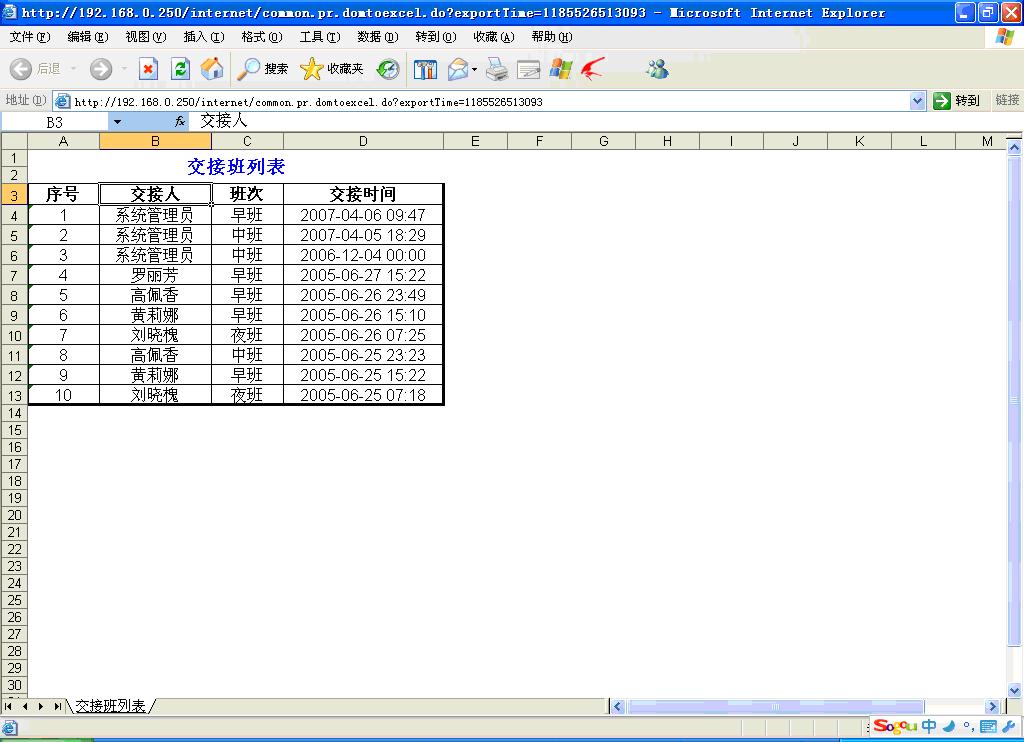 http://192.168.0.250/internet/common.pr.domtoexcel.do?exportTime=1185526513093 - Microsoft Internet Explorer
文件(F) 编辑(E) 视图(V) 插入(I) 格式(O) 工具(T) 数据(D) 转到(O) 收藏(A) 帮助(H)
后退 搜索 收藏夹
地址(D) http://192.168.0.250/internet/common.pr.domtoexcel.do?exportTime=1185526513093 转到 链接
B3 fx 交接人
A B C D E F G H I J K L M
1
交接班列表
2
3 序号 交接人 班次 交接时间
4 1 系统管理员 早班 2007-04-06 09:47
5 2 系统管理员 中班 2007-04-05 18:29
6 3 系统管理员 中班 2006-12-04 00:00
7 4 罗丽芳 早班 2005-06-27 15:22
8 5 高佩香 早班 2005-06-26 23:49
9 6 黄莉娜 早班 2005-06-26 15:10
10 7 刘晓槐 夜班 2005-06-26 07:25
11 8 高佩香 中班 2005-06-25 23:23
12 9 黄莉娜 早班 2005-06-25 15:22
13 10 刘晓槐 夜班 2005-06-25 07:18
14
15
16
17
18
19
20
21
22
23
24
25
26
27
28
29
30
交接班列表
Sogou 中